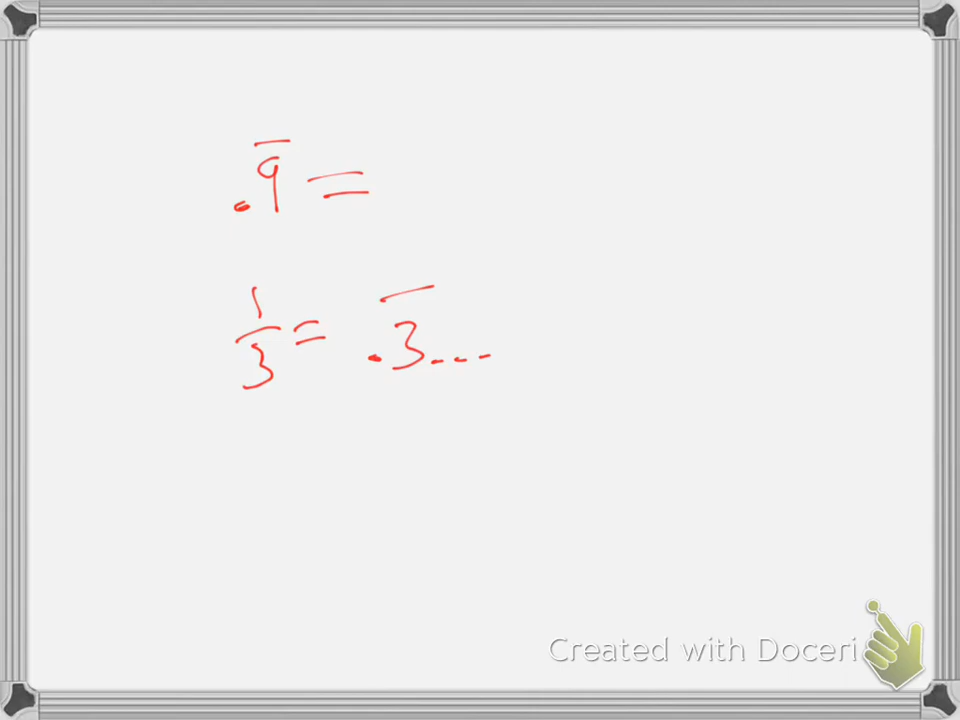 .9̅ =
1/3 = .3̅...
Created with Doceri